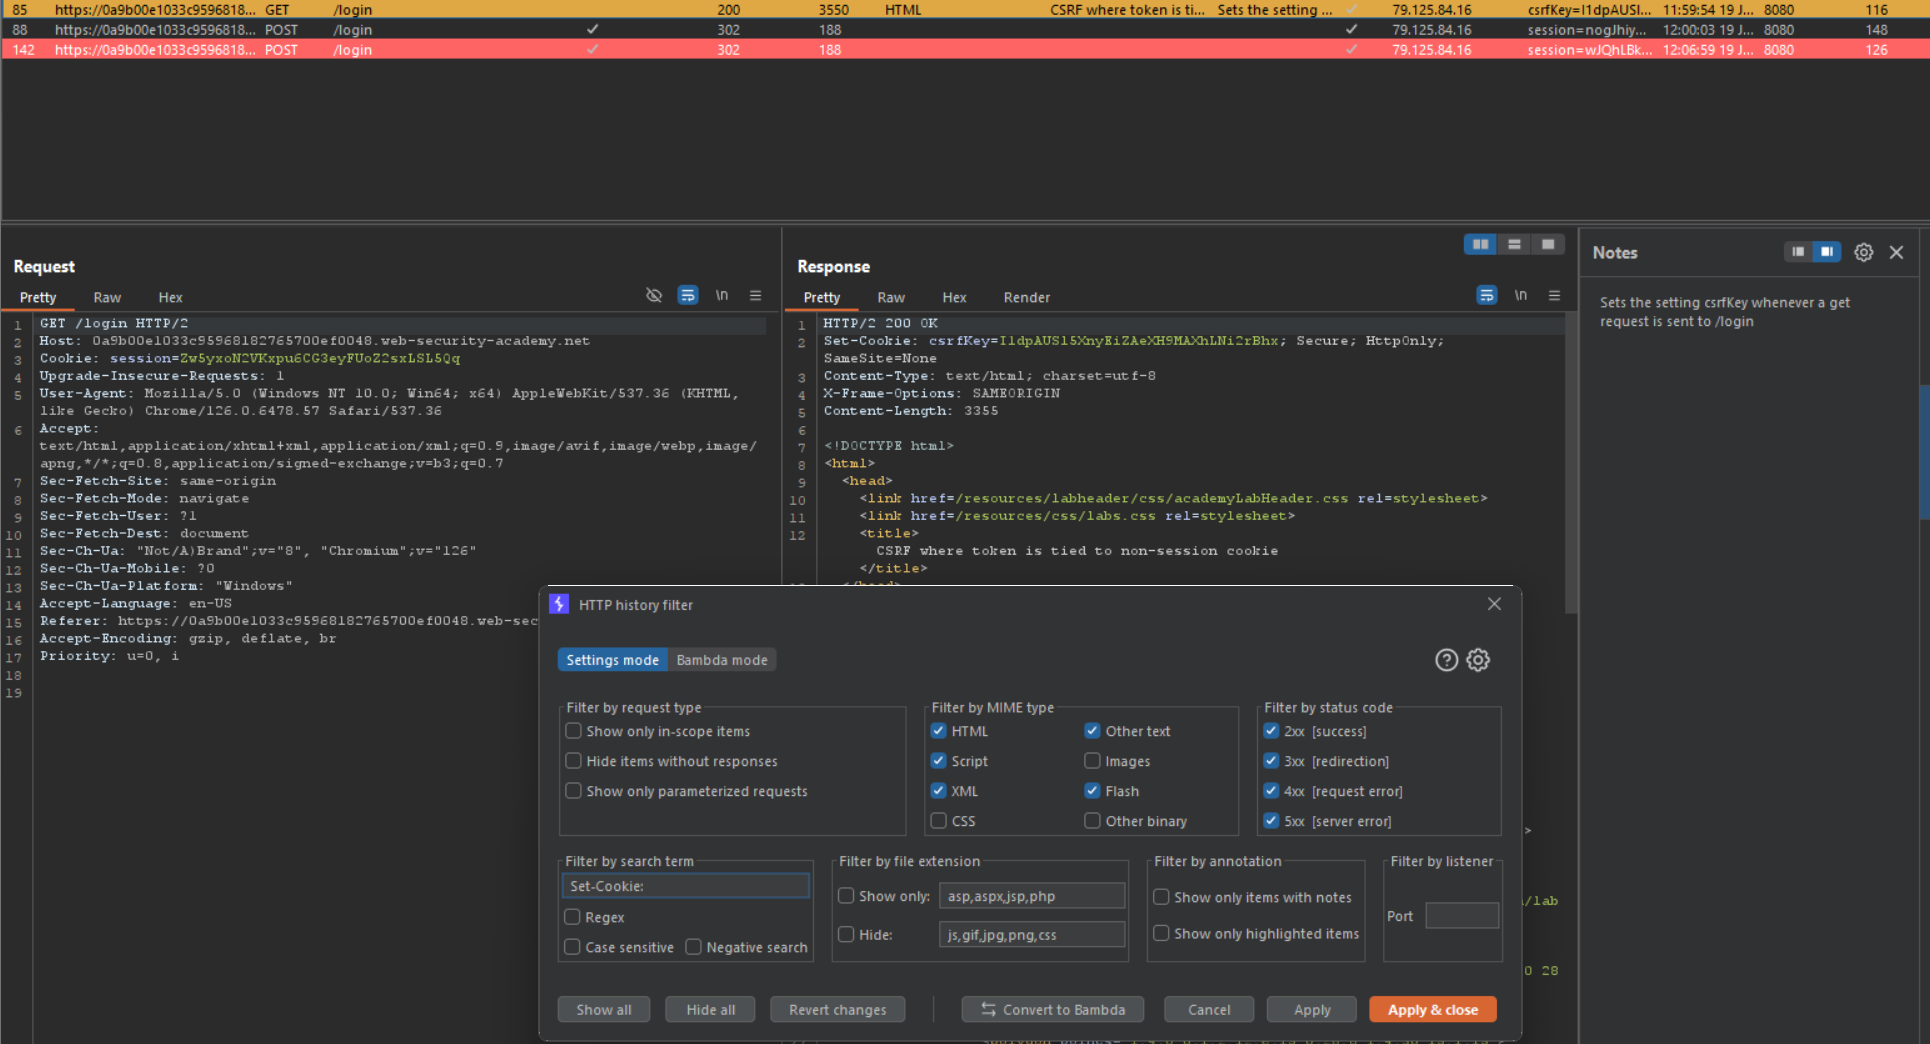 85 https://0a9b00e1033c9596818... GET /login 200 3550 HTML CSRF where token is ti... Sets the setting ... ✓ 79.125.84.16 csrfKey=I1dpAUSI... 11:59:54 19 J... 8080 116
88 https://0a9b00e1033c9596818... POST /login ✓ 302 188 ✓ 79.125.84.16 session=nogJhiy... 12:00:03 19 J... 8080 148
142 https://0a9b00e1033c9596818... POST /login ✓ 302 188 ✓ 79.125.84.16 session=wJQhLBk... 12:06:59 19 J... 8080 126
Request
Pretty Raw Hex
\n
1 GET /login HTTP/2
2 Host: 0a9b00e1033c95968182765700ef0048.web-security-academy.net
3 Cookie: session=Zw5yxoN2VKxpu6CG3eyFUoZ2sxLSL5Qq
4 Upgrade-Insecure-Requests: 1
5 User-Agent: Mozilla/5.0 (Windows NT 10.0; Win64; x64) AppleWebKit/537.36 (KHTML,
like Gecko) Chrome/126.0.6478.57 Safari/537.36
6 Accept:
text/html,application/xhtml+xml,application/xml;q=0.9,image/avif,image/webp,image/
apng,*/*;q=0.8,application/signed-exchange;v=b3;q=0.7
7 Sec-Fetch-Site: same-origin
8 Sec-Fetch-Mode: navigate
9 Sec-Fetch-User: ?1
10 Sec-Fetch-Dest: document
11 Sec-Ch-Ua: "Not/A)Brand";v="8", "Chromium";v="126"
12 Sec-Ch-Ua-Mobile: ?0
13 Sec-Ch-Ua-Platform: "Windows"
14 Accept-Language: en-US
15 Referer: https://0a9b00e1033c95968182765700ef0048.web-sec
16 Accept-Encoding: gzip, deflate, br
17 Priority: u=0, i
18
19
Response
Pretty Raw Hex Render
\n
1 HTTP/2 200 OK
2 Set-Cookie: csrfKey=I1dpAUSl5XnyEiZAeXH9MAXhLNi2rBhx; Secure; HttpOnly;
SameSite=None
3 Content-Type: text/html; charset=utf-8
4 X-Frame-Options: SAMEORIGIN
5 Content-Length: 3355
6
7 <!DOCTYPE html>
8 <html>
9 <head>
10 <link href=/resources/labheader/css/academyLabHeader.css rel=stylesheet>
11 <link href=/resources/css/labs.css rel=stylesheet>
12 <title>
CSRF where token is tied to non-session cookie
</title>
>
/lab
0 28
Notes
Sets the setting csrfKey whenever a get
request is sent to /login
HTTP history filter
Settings mode Bambda mode
Filter by request type
Show only in-scope items
Hide items without responses
Show only parameterized requests
Filter by MIME type
HTML Other text
Script Images
XML Flash
CSS Other binary
Filter by status code
2xx [success]
3xx [redirection]
4xx [request error]
5xx [server error]
Filter by search term
Set-Cookie:
Regex
Case sensitive Negative search
Filter by file extension
Show only: asp,aspx,jsp,php
Hide: js,gif,jpg,png,css
Filter by annotation
Show only items with notes
Show only highlighted items
Filter by listener
Port
Show all Hide all Revert changes Convert to Bambda Cancel Apply Apply & close